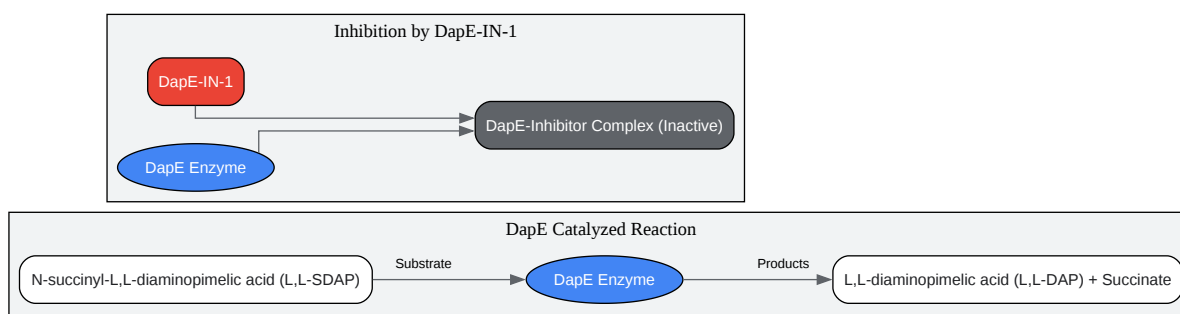 Inhibition by DapE-IN-1
DapE-IN-1
DapE-Inhibitor Complex (Inactive)
DapE Enzyme
DapE Catalyzed Reaction
N-succinyl-L,L-diaminopimelic acid (L,L-SDAP)
Substrate
DapE Enzyme
Products
L,L-diaminopimelic acid (L,L-DAP) + Succinate